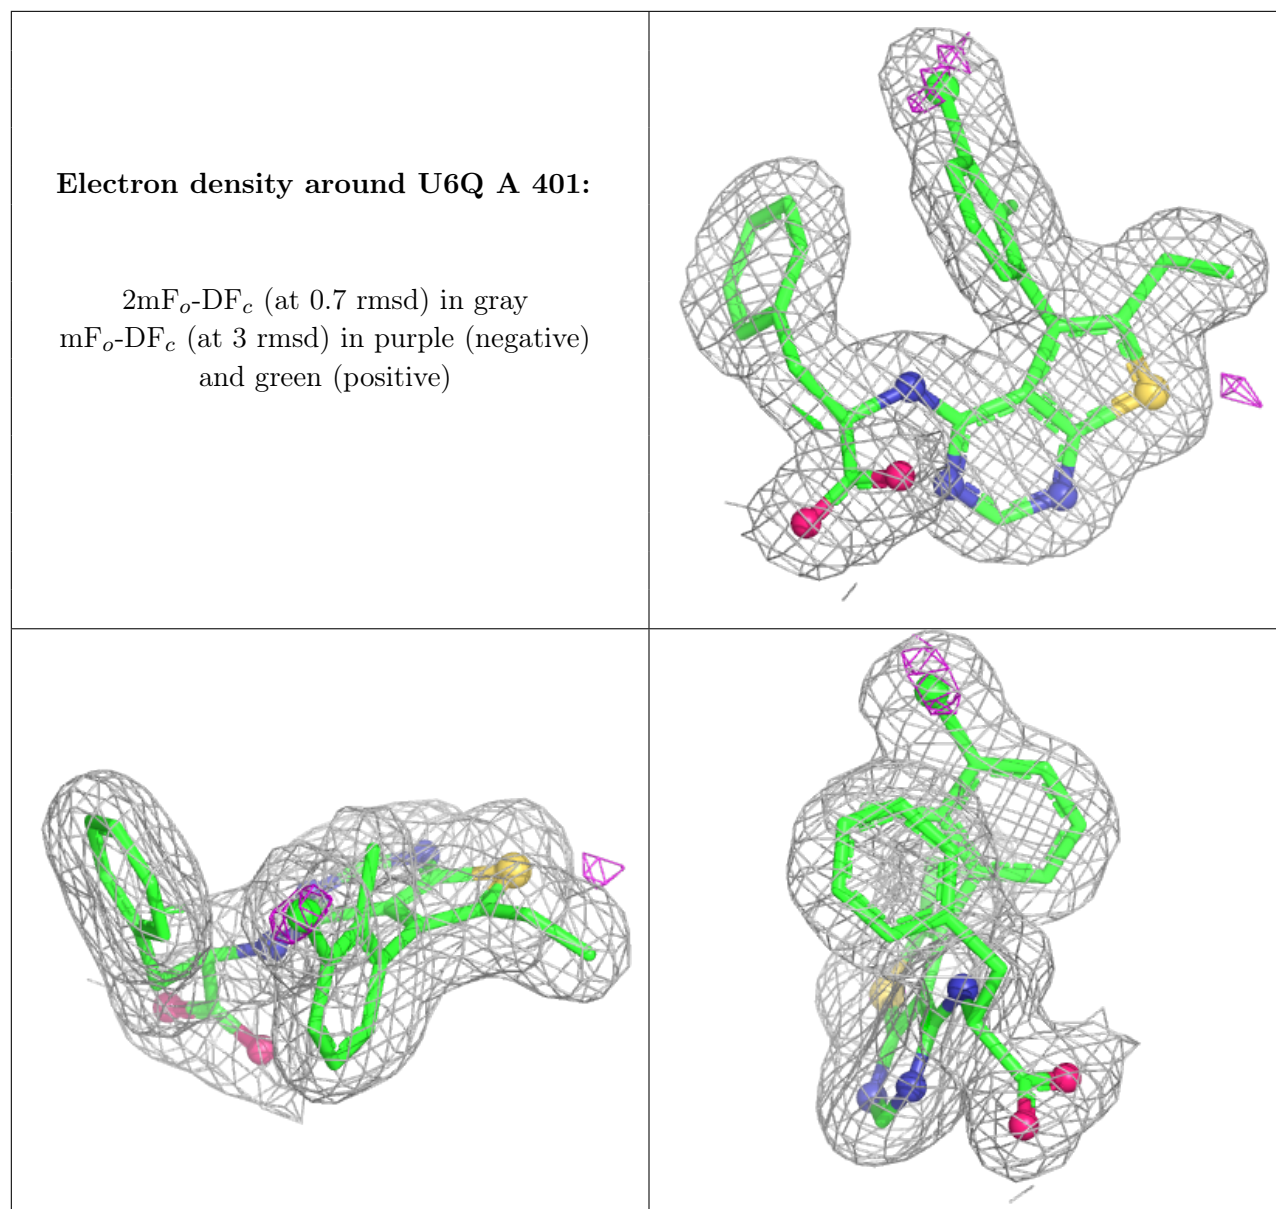 Electron density around U6Q A 401:
2mFo-DFc (at 0.7 rmsd) in gray
mFo-DFc (at 3 rmsd) in purple (negative)
and green (positive)